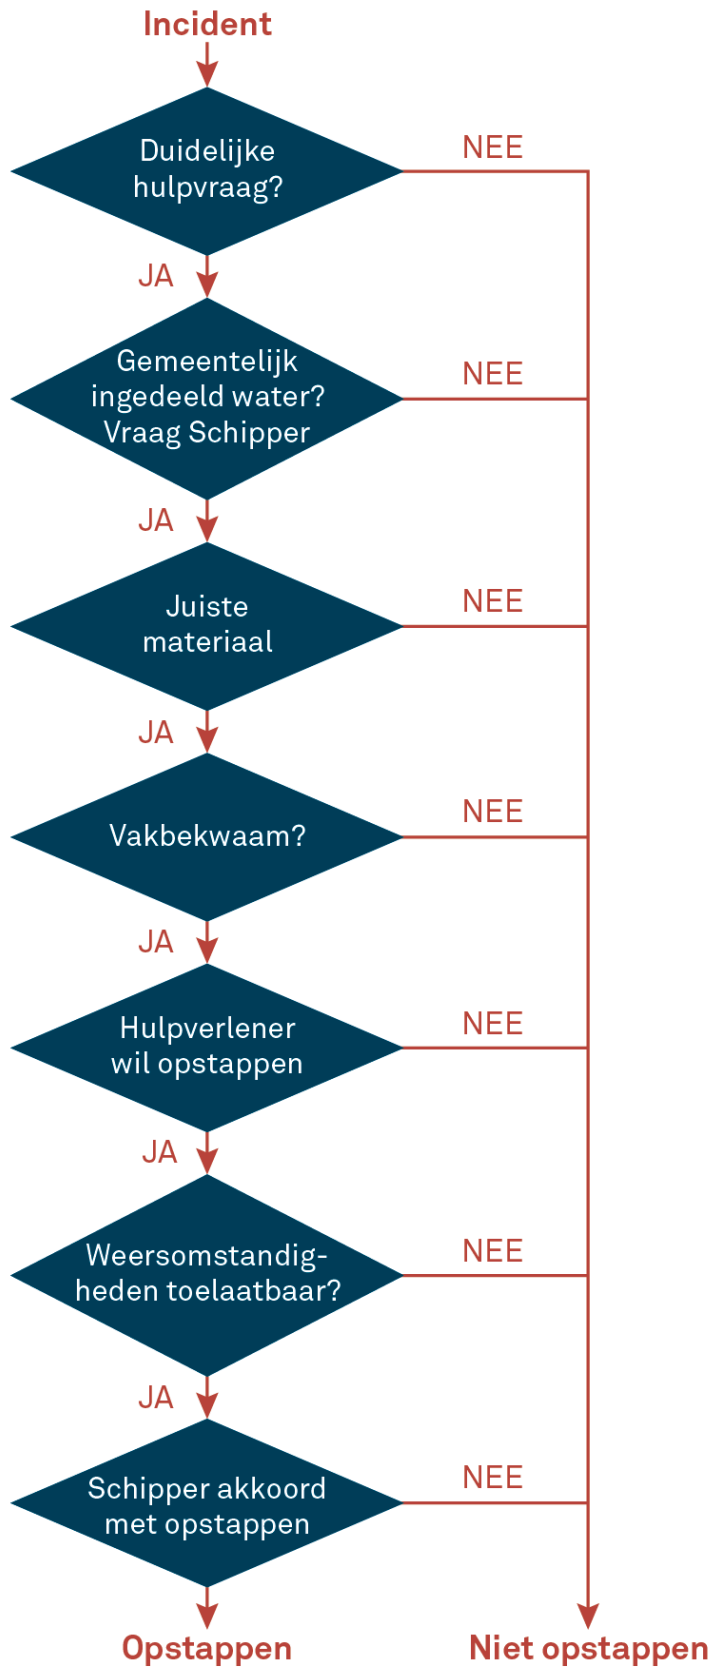 Incident
Duidelijke
hulpvraag?
NEE
JA
Gemeentelijk
ingedeeld water?
Vraag Schipper
NEE
JA
Juiste
materiaal
NEE
JA
Vakbekwaam?
NEE
JA
Hulpverlener
wil opstappen
NEE
JA
Weersomstandig-
heden toelaatbaar?
NEE
JA
Schipper akkoord
met opstappen
NEE
Opstappen
Niet opstappen